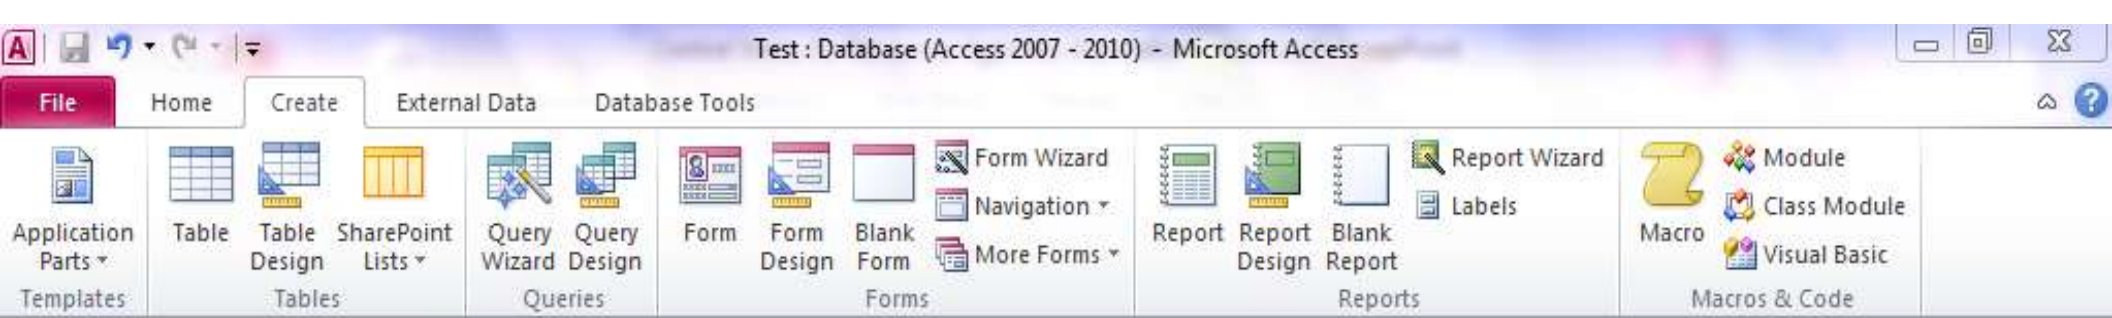 A
Test : Database (Access 2007 - 2010) - Microsoft Access
File Home Create External Data Database Tools
?
Application Parts
Table
Table Design
SharePoint Lists
Query Wizard
Query Design
Form
Form Design
Blank Form
Form Wizard
Navigation
More Forms
Report
Report Design
Blank Report
Report Wizard
Labels
Macro
Module
Class Module
Visual Basic
Templates Tables Queries Forms Reports Macros & Code